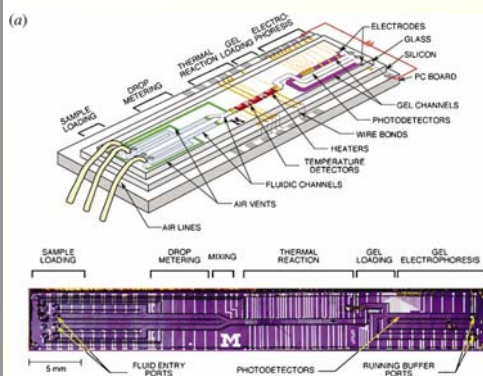 (a)
ELECTRO-
PHORESIS
GEL
LOADING
THERMAL
REACTION
DROP
METERING
SAMPLE
LOADING
ELECTRODES
GLASS
SILICON
PC BOARD
GEL CHANNELS
PHOTODETECTORS
WIRE BONDS
HEATERS
TEMPERATURE
DETECTORS
FLUIDIC CHANNELS
AIR VENTS
AIR LINES
M
SAMPLE
LOADING
DROP
METERING
MIXING
THERMAL
REACTION
GEL
LOADING
GEL
ELECTROPHORESIS
M
5 mm
FLUID ENTRY
PORTS
PHOTODETECTORS
RUNNING BUFFER
PORTS